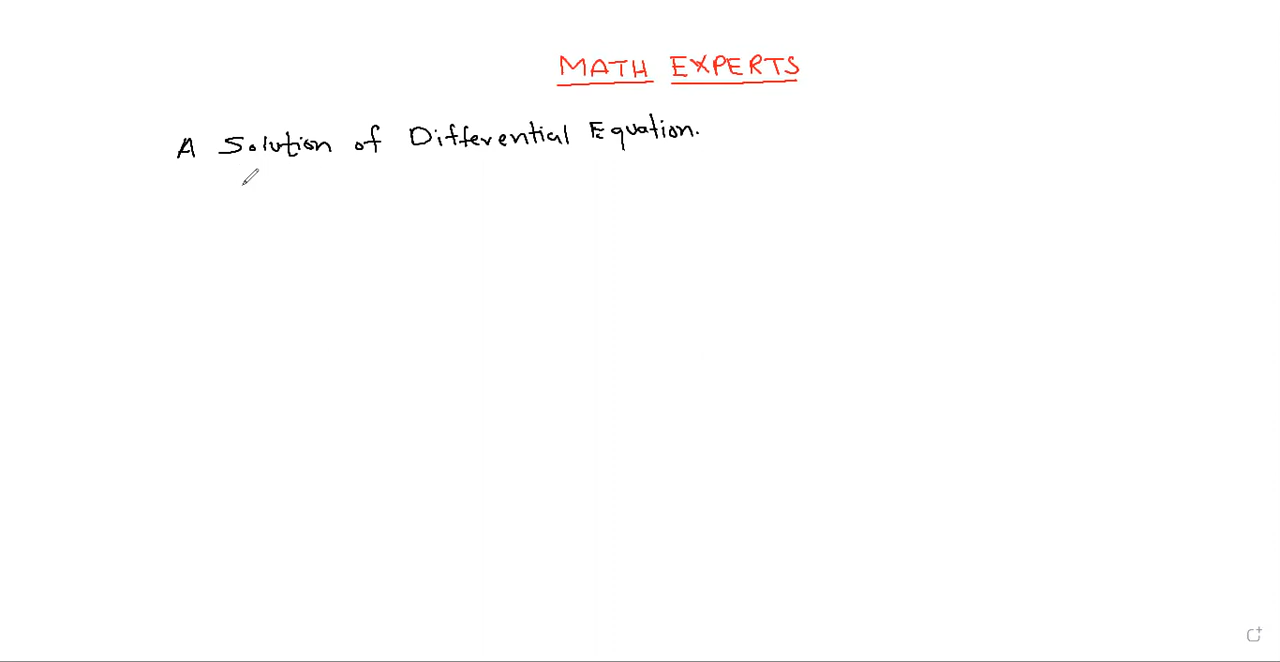 MATH EXPERTS
A Solution of Differential Equation.